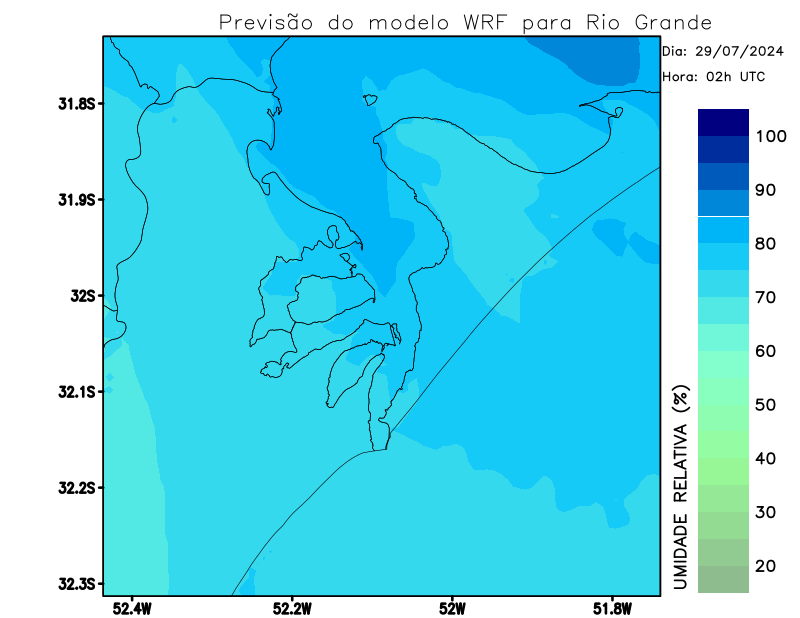 Previsão do modelo WRF para Rio Grande
Dia: 29/07/2024
Hora: 02h UTC
31.8S
31.9S
32S
32.1S
32.2S
32.3S
52.4W
52.2W
52W
51.8W
100
90
80
70
60
50
40
30
20
UMIDADE RELATIVA (%)